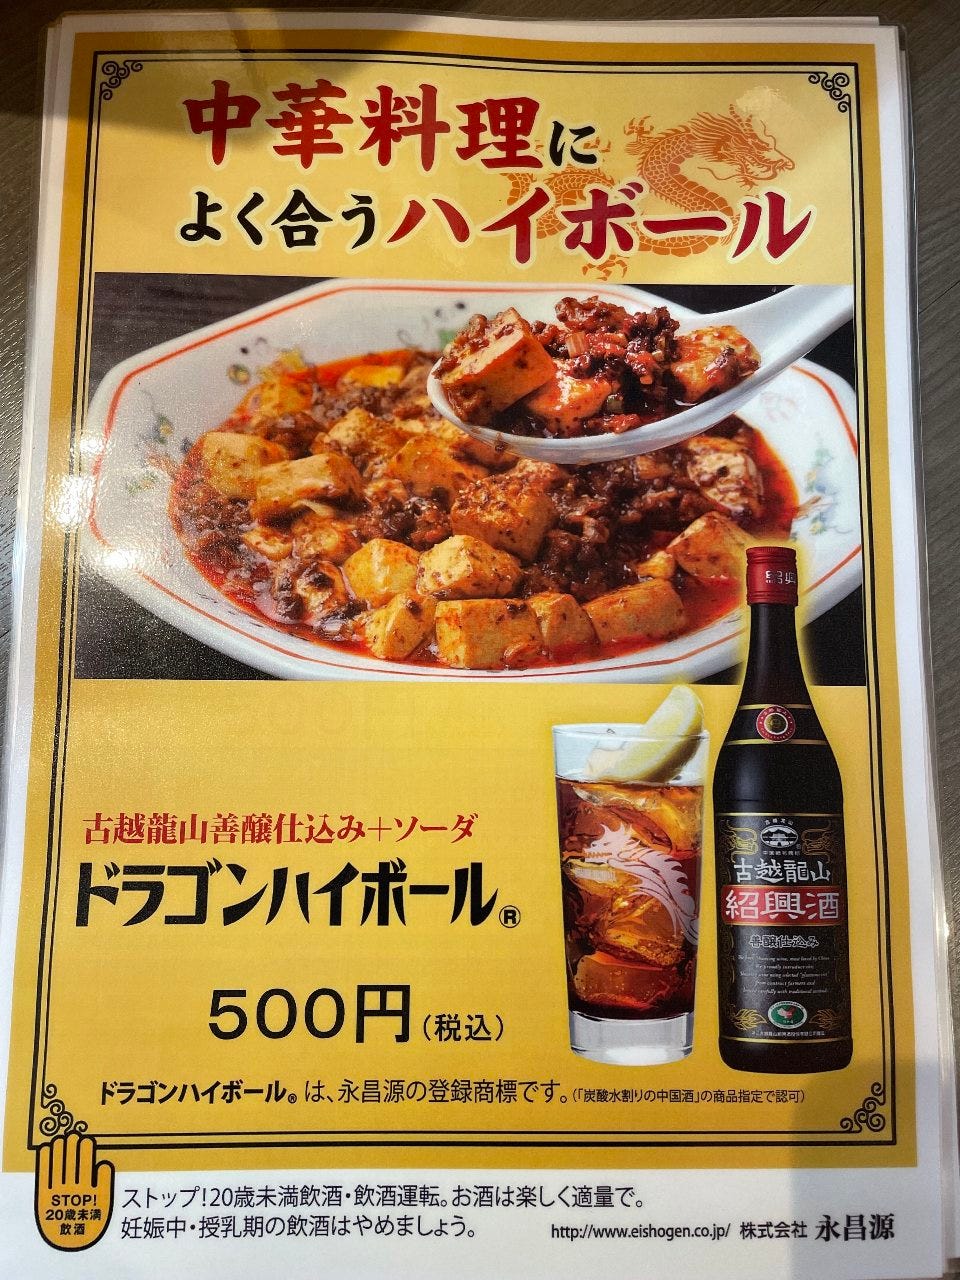 中華料理に
よく合うハイボール
紹興
古越龍山
紹興酒
善醸仕込み
古越龍山善醸仕込み+ソーダ
ドラゴンハイボール®
500円(税込)
ドラゴンハイボール®は、永昌源の登録商標です。(「炭酸水割りの中国酒」の商品指定で認可)
STOP!
20歳未満
飲酒
ストップ!20歳未満飲酒・飲酒運転。お酒は楽しく適量で。
妊娠中・授乳期の飲酒はやめましょう。
http://www.eishogen.co.jp/ 株式会社 永昌源